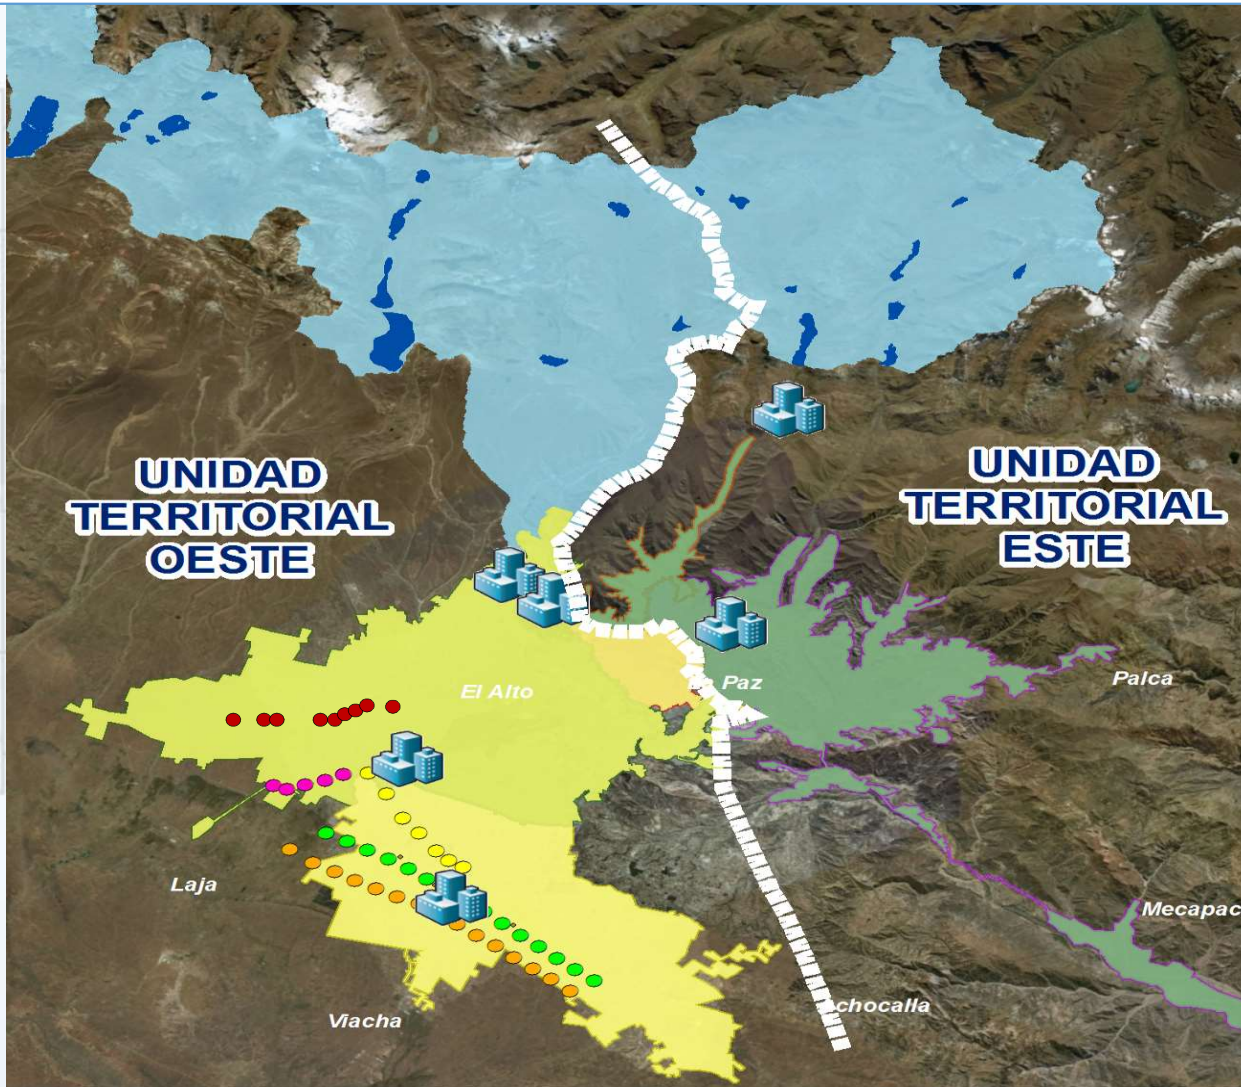 UNIDAD
TERRITORIAL
OESTE
UNIDAD
TERRITORIAL
ESTE
El Alto
Paz
Palca
Laja
Mecapac
Viacha
chocalla